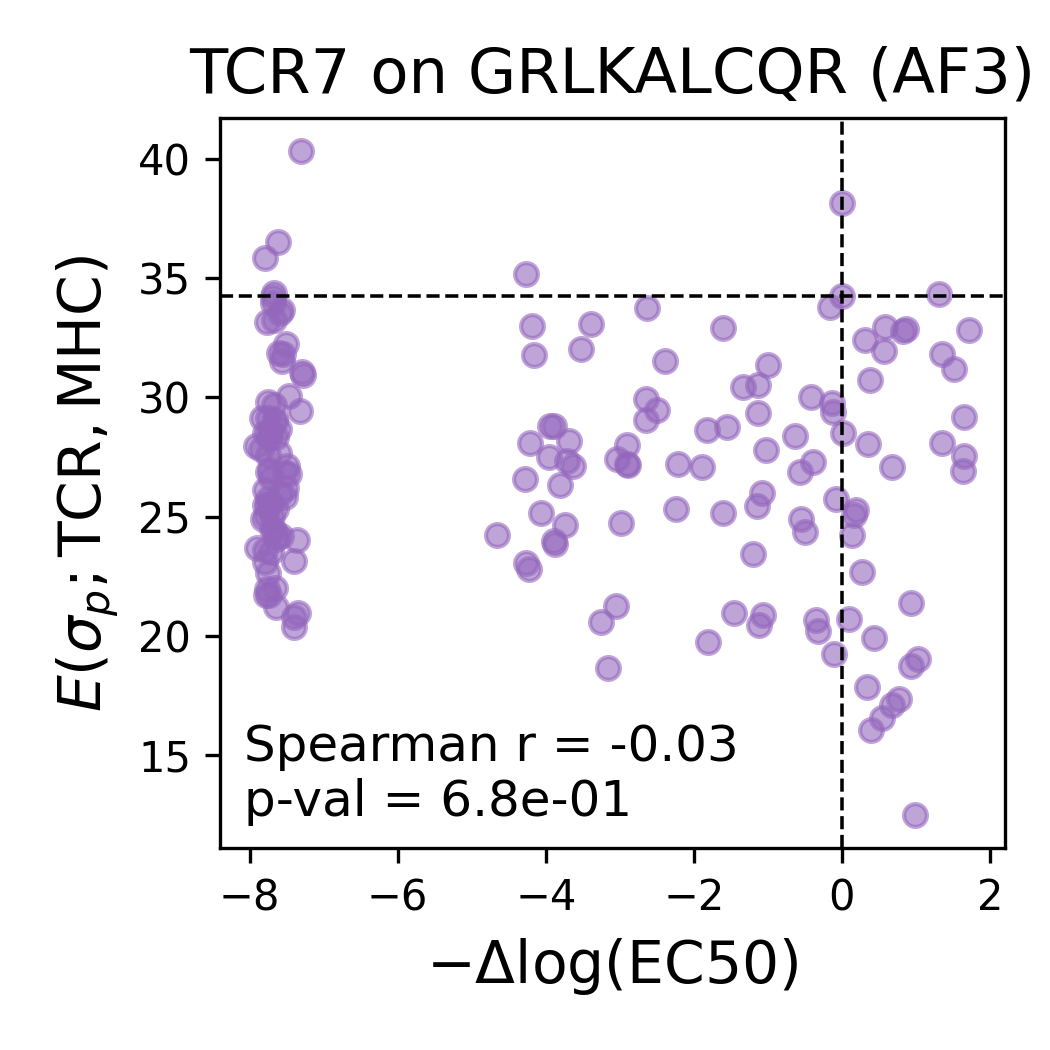 TCR7 on GRLKALCQR (AF3)
E(σₚ; TCR, MHC)
40
35
30
25
20
15
Spearman r = -0.03
p-val = 6.8e-01
−8 −6 −4 −2 0 2
−Δlog(EC50)